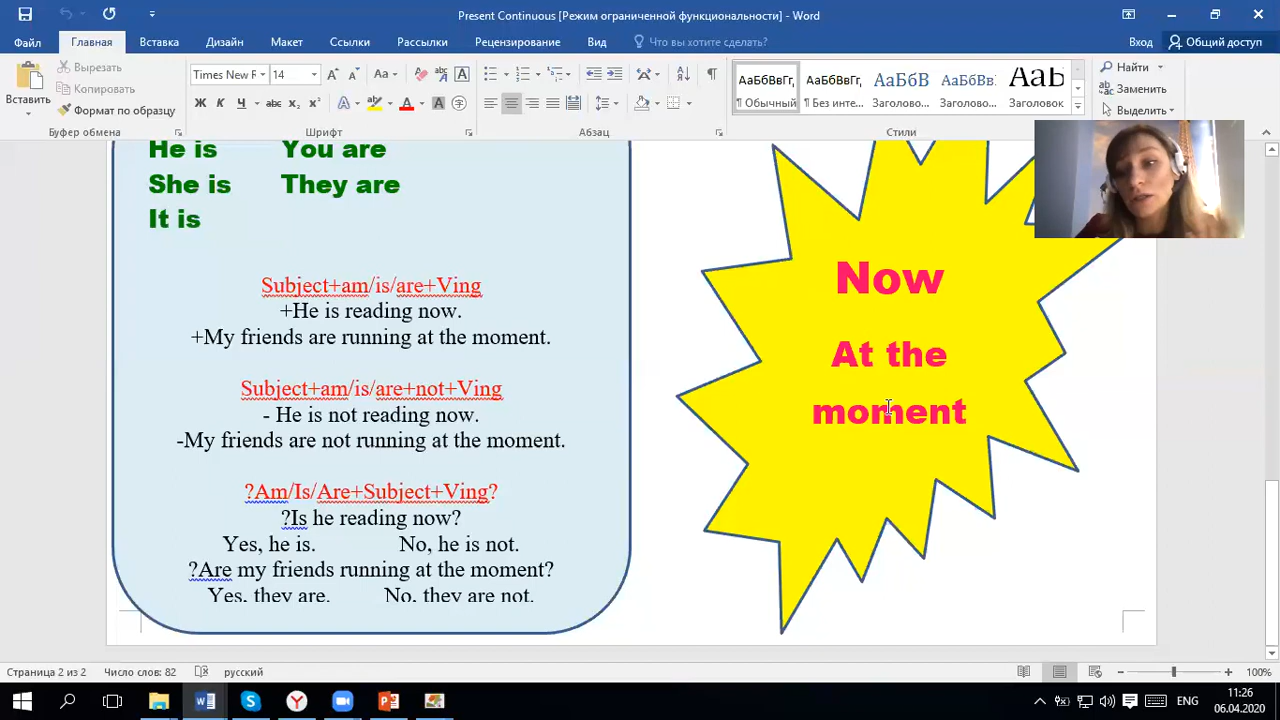 Present Continuous [Режим ограниченной функциональности] - Word
Файл Главная Вставка Дизайн Макет Ссылки Рассылки Рецензирование Вид Что вы хотите сделать? Вход Общий доступ
Вставить
Вырезать
Копировать
Формат по образцу
Буфер обмена
Times New R 14
Ж К Ч abc x₂ x²
Шрифт
Абзац
АаБбВвГг, АаБбВвГг, АаБбВ АаБбВв: АаБбВ
¶ Обычный ¶ Без инте... Заголово... Заголово... Заголовок
Стили
Найти
Заменить
Выделить
He is You are
She is They are
It is
Subject+am/is/are+Ving
+He is reading now.
+My friends are running at the moment.
Subject+am/is/are+not+Ving
- He is not reading now.
-My friends are not running at the moment.
?Am/Is/Are+Subject+Ving?
?Is he reading now?
Yes, he is. No, he is not.
?Are my friends running at the moment?
Yes, they are. No, they are not.
Now
At the
moment
Страница 2 из 2 Число слов: 82 русский 100%
ENG
11:26
06.04.2020